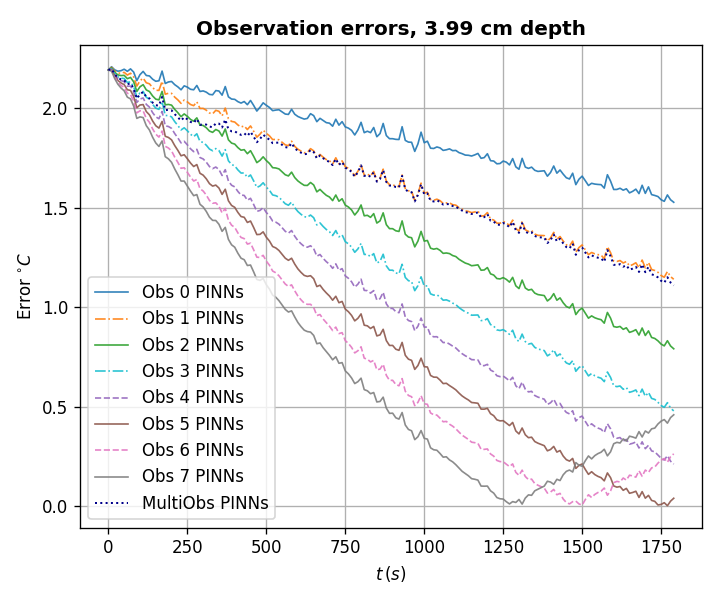 Observation errors, 3.99 cm depth
Error °C
2.0
1.5
1.0
0.5
0.0
Obs 0 PINNs
Obs 1 PINNs
Obs 2 PINNs
Obs 3 PINNs
Obs 4 PINNs
Obs 5 PINNs
Obs 6 PINNs
Obs 7 PINNs
MultiObs PINNs
0 250 500 750 1000 1250 1500 1750
t (s)